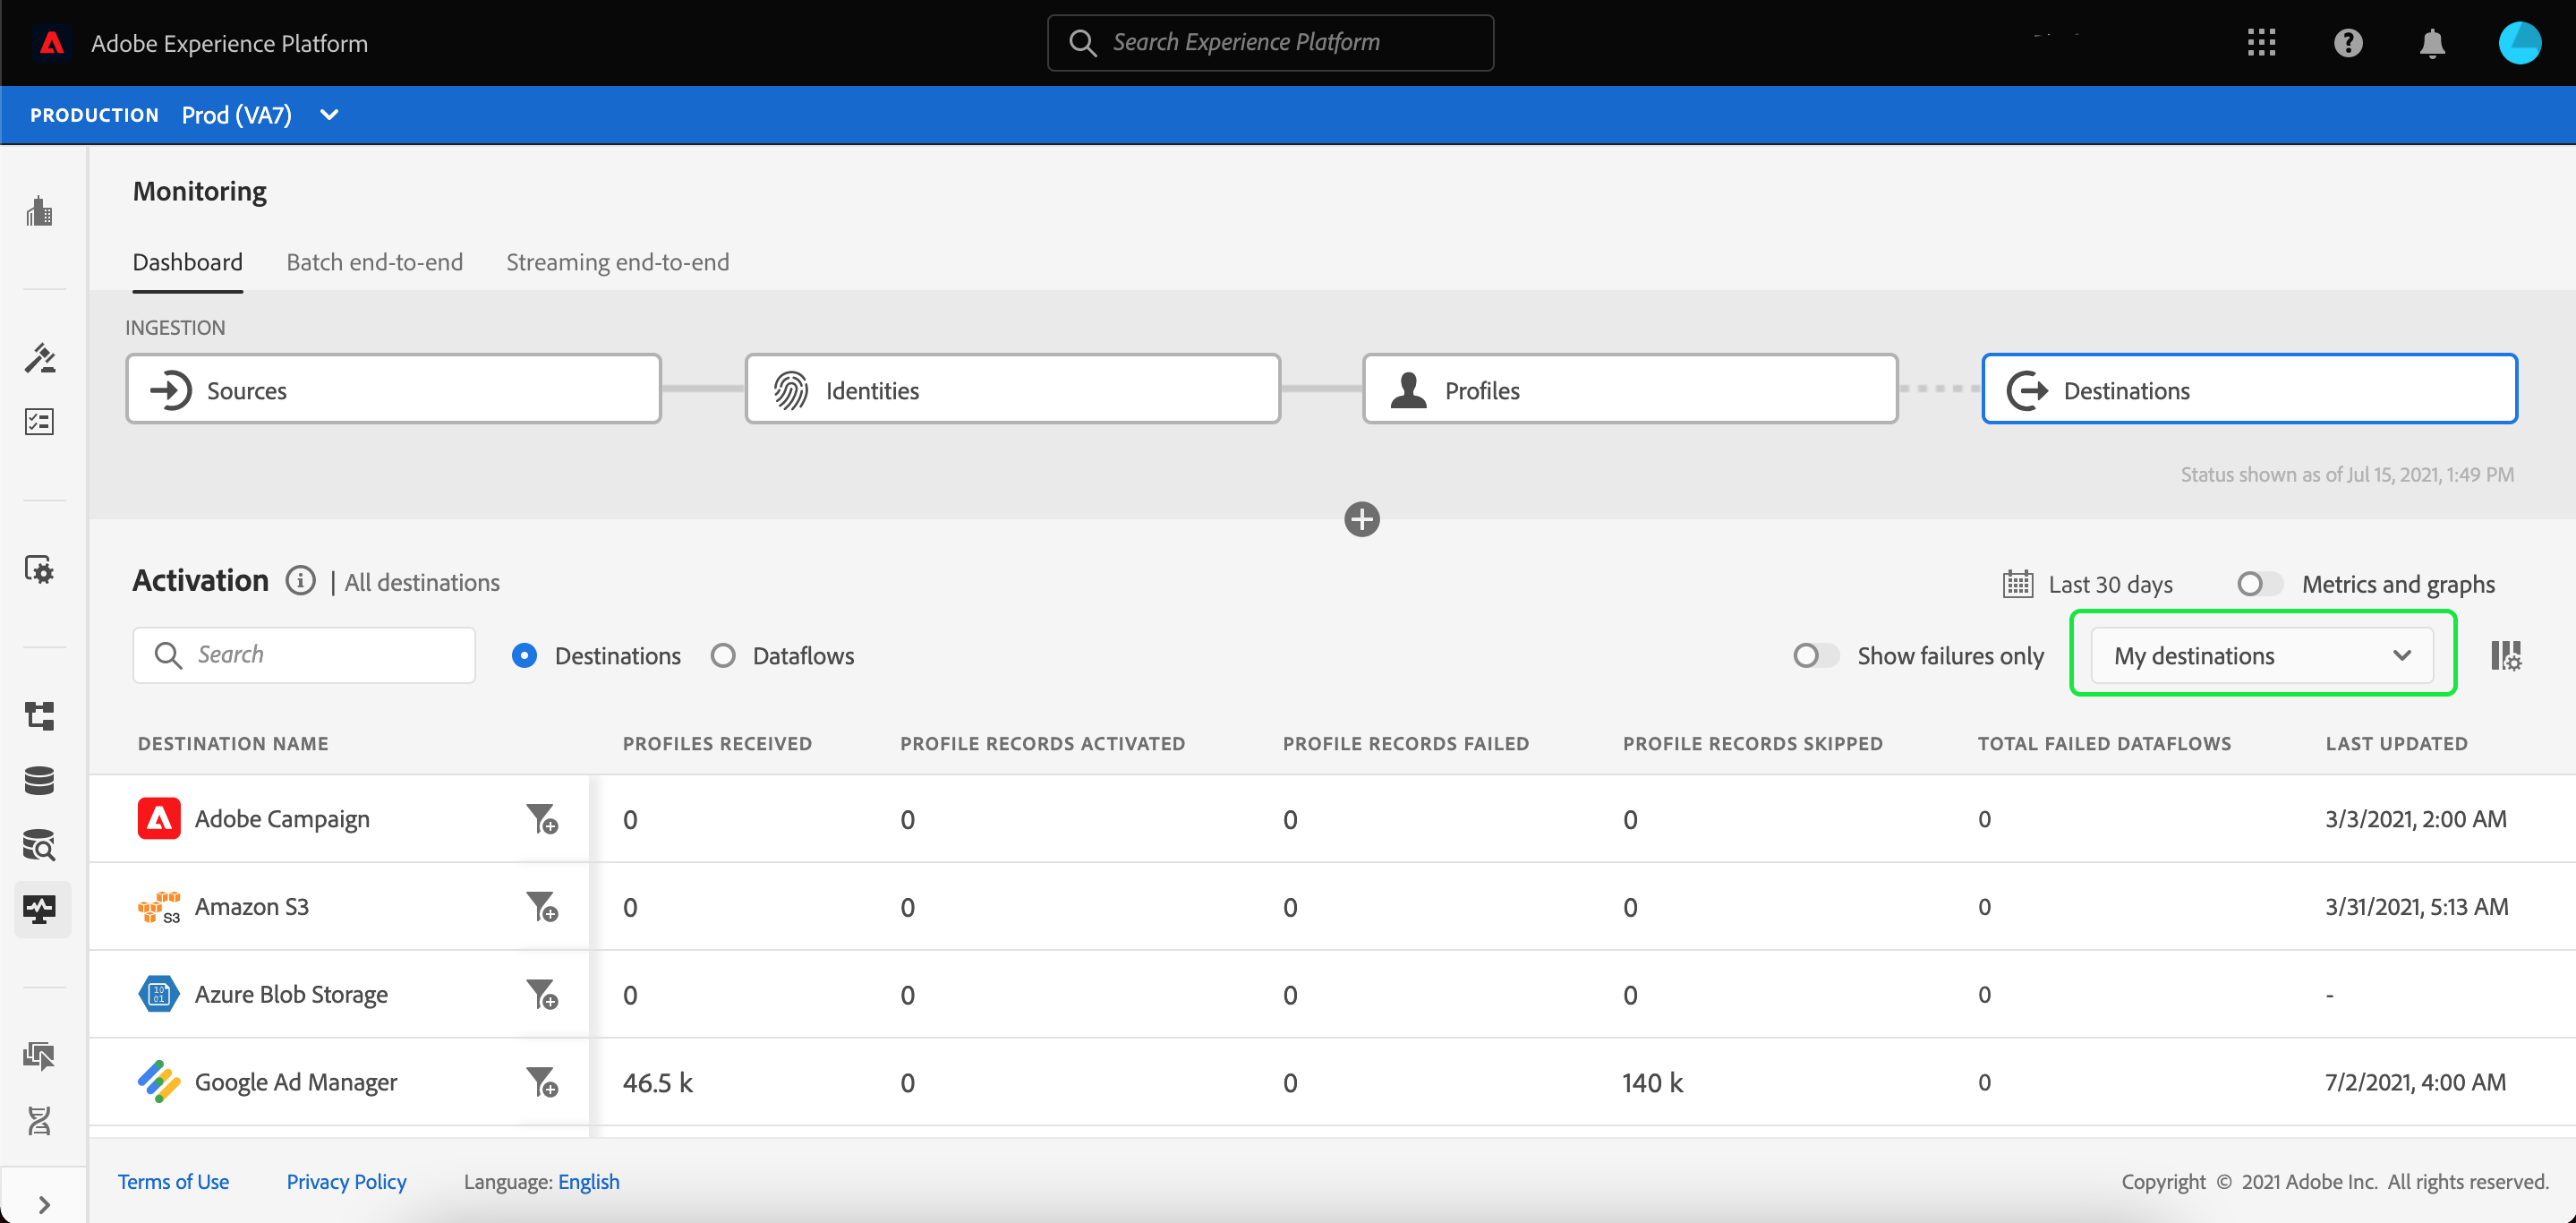 Adobe Experience Platform
Search Experience Platform
PRODUCTION Prod (VA7)
Monitoring
Dashboard Batch end-to-end Streaming end-to-end
INGESTION
Sources Identities Profiles Destinations
Status shown as of Jul 15, 2021, 1:49 PM
Activation | All destinations
Last 30 days Metrics and graphs
Search Destinations Dataflows Show failures only My destinations
DESTINATION NAME PROFILES RECEIVED PROFILE RECORDS ACTIVATED PROFILE RECORDS FAILED PROFILE RECORDS SKIPPED TOTAL FAILED DATAFLOWS LAST UPDATED
Adobe Campaign 0 0 0 0 0 3/3/2021, 2:00 AM
S3 Amazon S3 0 0 0 0 0 3/31/2021, 5:13 AM
10 01 Azure Blob Storage 0 0 0 0 0 -
Google Ad Manager 46.5 k 0 0 140 k 0 7/2/2021, 4:00 AM
Terms of Use Privacy Policy Language: English Copyright © 2021 Adobe Inc. All rights reserved.